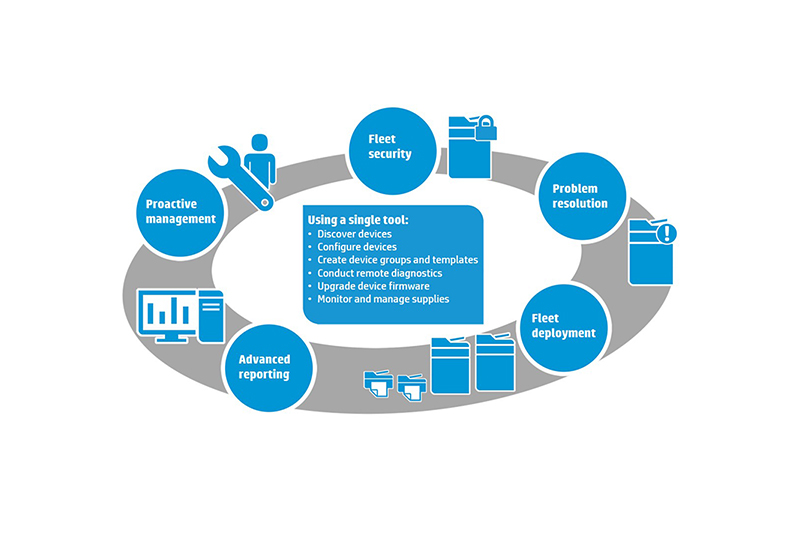 Fleet
security
Problem
resolution
Proactive
management
Using a single tool:
• Discover devices
• Configure devices
• Create device groups and templates
• Conduct remote diagnostics
• Upgrade device firmware
• Monitor and manage supplies
Fleet
deployment
Advanced
reporting